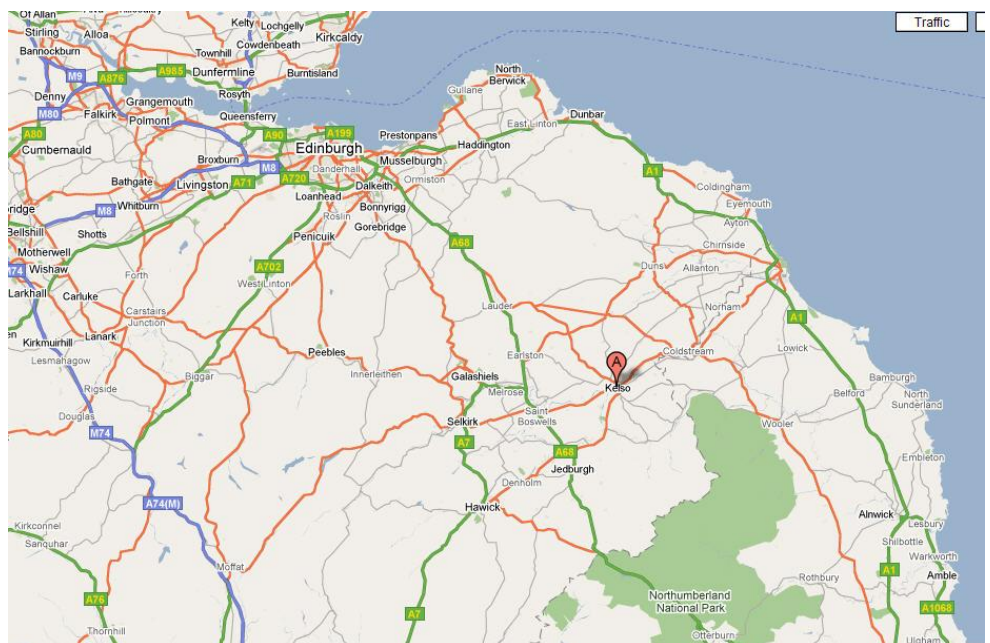 Traffic
Of Allan
Alloa
Lochgelly
Kelty
Cowdenbeath
Kirkcaldy
Stirling
Bannockburn
Townhill
Dunfermline
Burntisland
M9
A876
A985
Rosyth
Denny
Grangemouth
Queensferry
M80
Falkirk
Polmont
A80
Cumbernauld
A90
A199
Edinburgh
Broxburn
M8
A720
Danderhall
Prestonpans
Musselburgh
Gullane
North
Berwick
East Linton
Dunbar
Haddington
Bathgate
Livingston
A71
Dalkeith
Ormiston
Loanhead
Bonnyrigg
Roslin
Gorebridge
A1
Coldingham
Eyemouth
Ayton
M8
Whitburn
Bellshill
Shotts
Penicuik
A68
Chirnside
Motherwell
Wishaw
Forth
A702
West Linton
Duns
Allanton
Larkhall
Carluke
Carstairs
Junction
Lauder
Norham
A1
Lanark
Kirkmuirhill
Lesmahagow
Peebles
Innerleithen
Earlston
Coldstream
Lowick
A
Kelso
Galashiels
Melrose
A702
Biggar
Rigside
Douglas
Bamburgh
Belford
North
Sunderland
Saint
Boswells
Selkirk
Wooler
M74
A7
A68
Jedburgh
Embleton
Denholm
A74(M)
Hawick
Alnwick
Lesbury
Kirkconnel
Sanquhar
Shilbottle
Warkworth
Moffat
A1
Rothbury
Amble
A76
Northumberland
National Park
A7
A1068
Thornhill
Otterburn